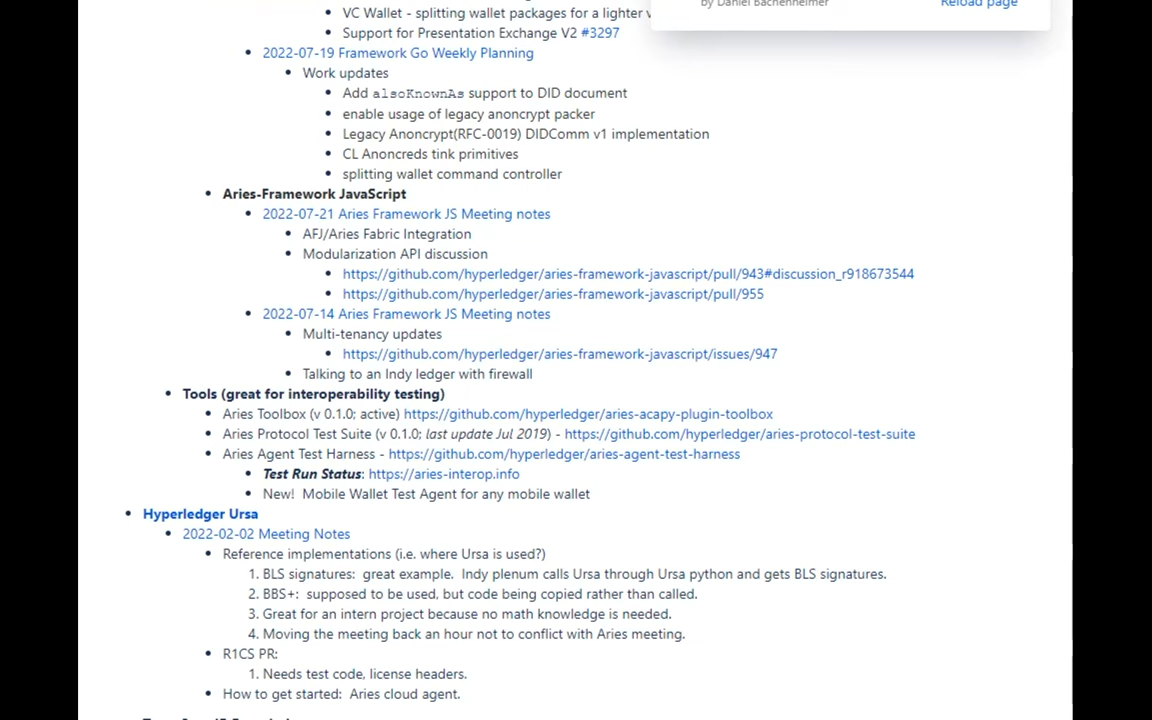 VC Wallet - splitting wallet packages for a lighter
by Daniel Bachenheimer
Reload page
Support for Presentation Exchange V2 #3297
2022-07-19 Framework Go Weekly Planning
Work updates
Add alsoKnownAs support to DID document
enable usage of legacy anoncrypt packer
Legacy Anoncrypt(RFC-0019) DIDComm v1 implementation
CL Anoncreds tink primitives
splitting wallet command controller
Aries-Framework JavaScript
2022-07-21 Aries Framework JS Meeting notes
AFJ/Aries Fabric Integration
Modularization API discussion
https://github.com/hyperledger/aries-framework-javascript/pull/943#discussion_r918673544
https://github.com/hyperledger/aries-framework-javascript/pull/955
2022-07-14 Aries Framework JS Meeting notes
Multi-tenancy updates
https://github.com/hyperledger/aries-framework-javascript/issues/947
Talking to an Indy ledger with firewall
Tools (great for interoperability testing)
Aries Toolbox (v 0.1.0; active) https://github.com/hyperledger/aries-acapy-plugin-toolbox
Aries Protocol Test Suite (v 0.1.0; last update Jul 2019) - https://github.com/hyperledger/aries-protocol-test-suite
Aries Agent Test Harness - https://github.com/hyperledger/aries-agent-test-harness
Test Run Status: https://aries-interop.info
New! Mobile Wallet Test Agent for any mobile wallet
Hyperledger Ursa
2022-02-02 Meeting Notes
Reference implementations (i.e. where Ursa is used?)
1. BLS signatures: great example. Indy plenum calls Ursa through Ursa python and gets BLS signatures.
2. BBS+: supposed to be used, but code being copied rather than called.
3. Great for an intern project because no math knowledge is needed.
4. Moving the meeting back an hour not to conflict with Aries meeting.
R1CS PR:
1. Needs test code, license headers.
How to get started: Aries cloud agent.